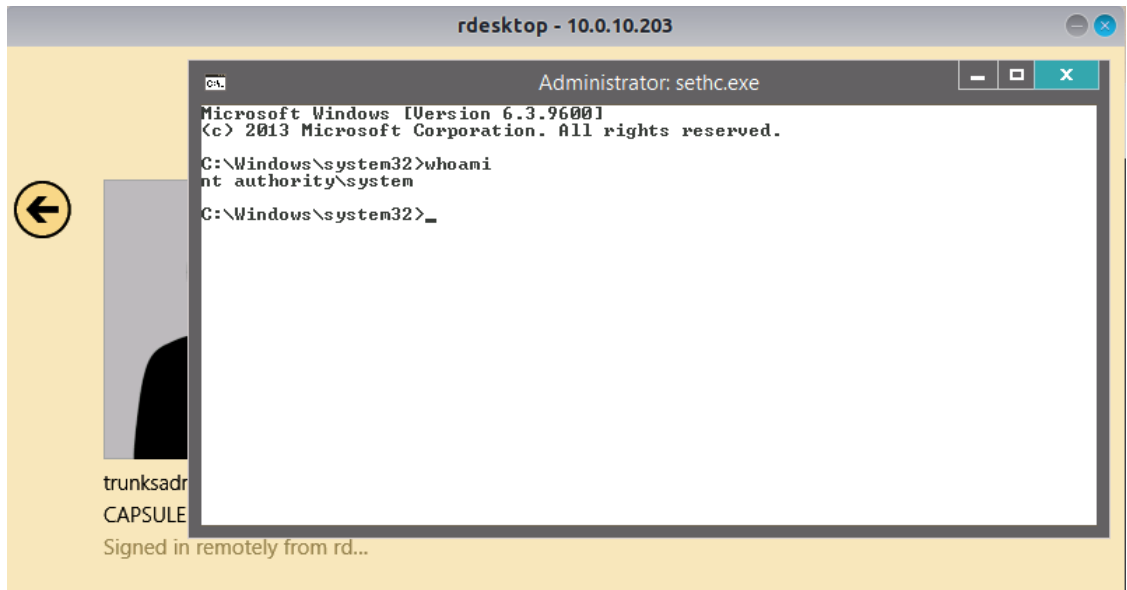 rdesktop - 10.0.10.203
Administrator: sethc.exe
Microsoft Windows [Version 6.3.9600]
(c) 2013 Microsoft Corporation. All rights reserved.
C:\Windows\system32>whoami
nt authority\system
C:\Windows\system32>_
trunksadr
CAPSULE
Signed in remotely from rd...